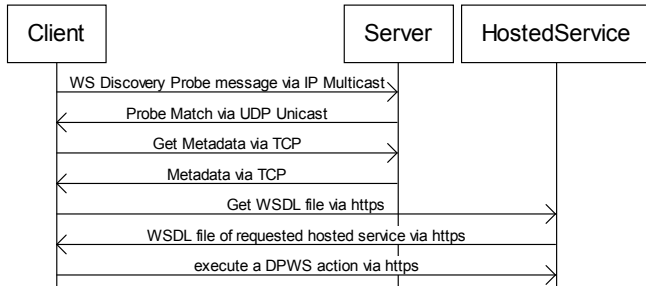 Client Server HostedService
WS Discovery Probe message via IP Multicast
Probe Match via UDP Unicast
Get Metadata via TCP
Metadata via TCP
Get WSDL file via https
WSDL file of requested hosted service via https
execute a DPWS action via https